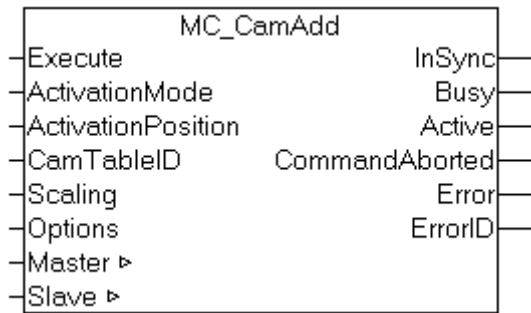 MC_CamAdd
Execute InSync
ActivationMode Busy
ActivationPosition Active
CamTableID CommandAborted
Scaling Error
Options ErrorID
Master ▷
Slave ▷